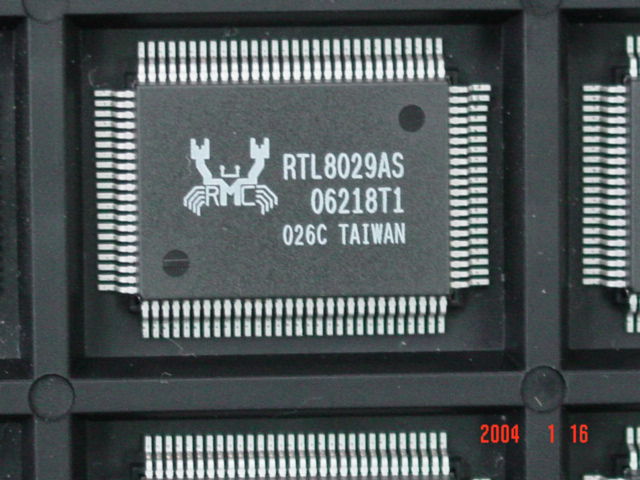 RMC
RTL8029AS
06218T1
026C TAIWAN
2004 1 16